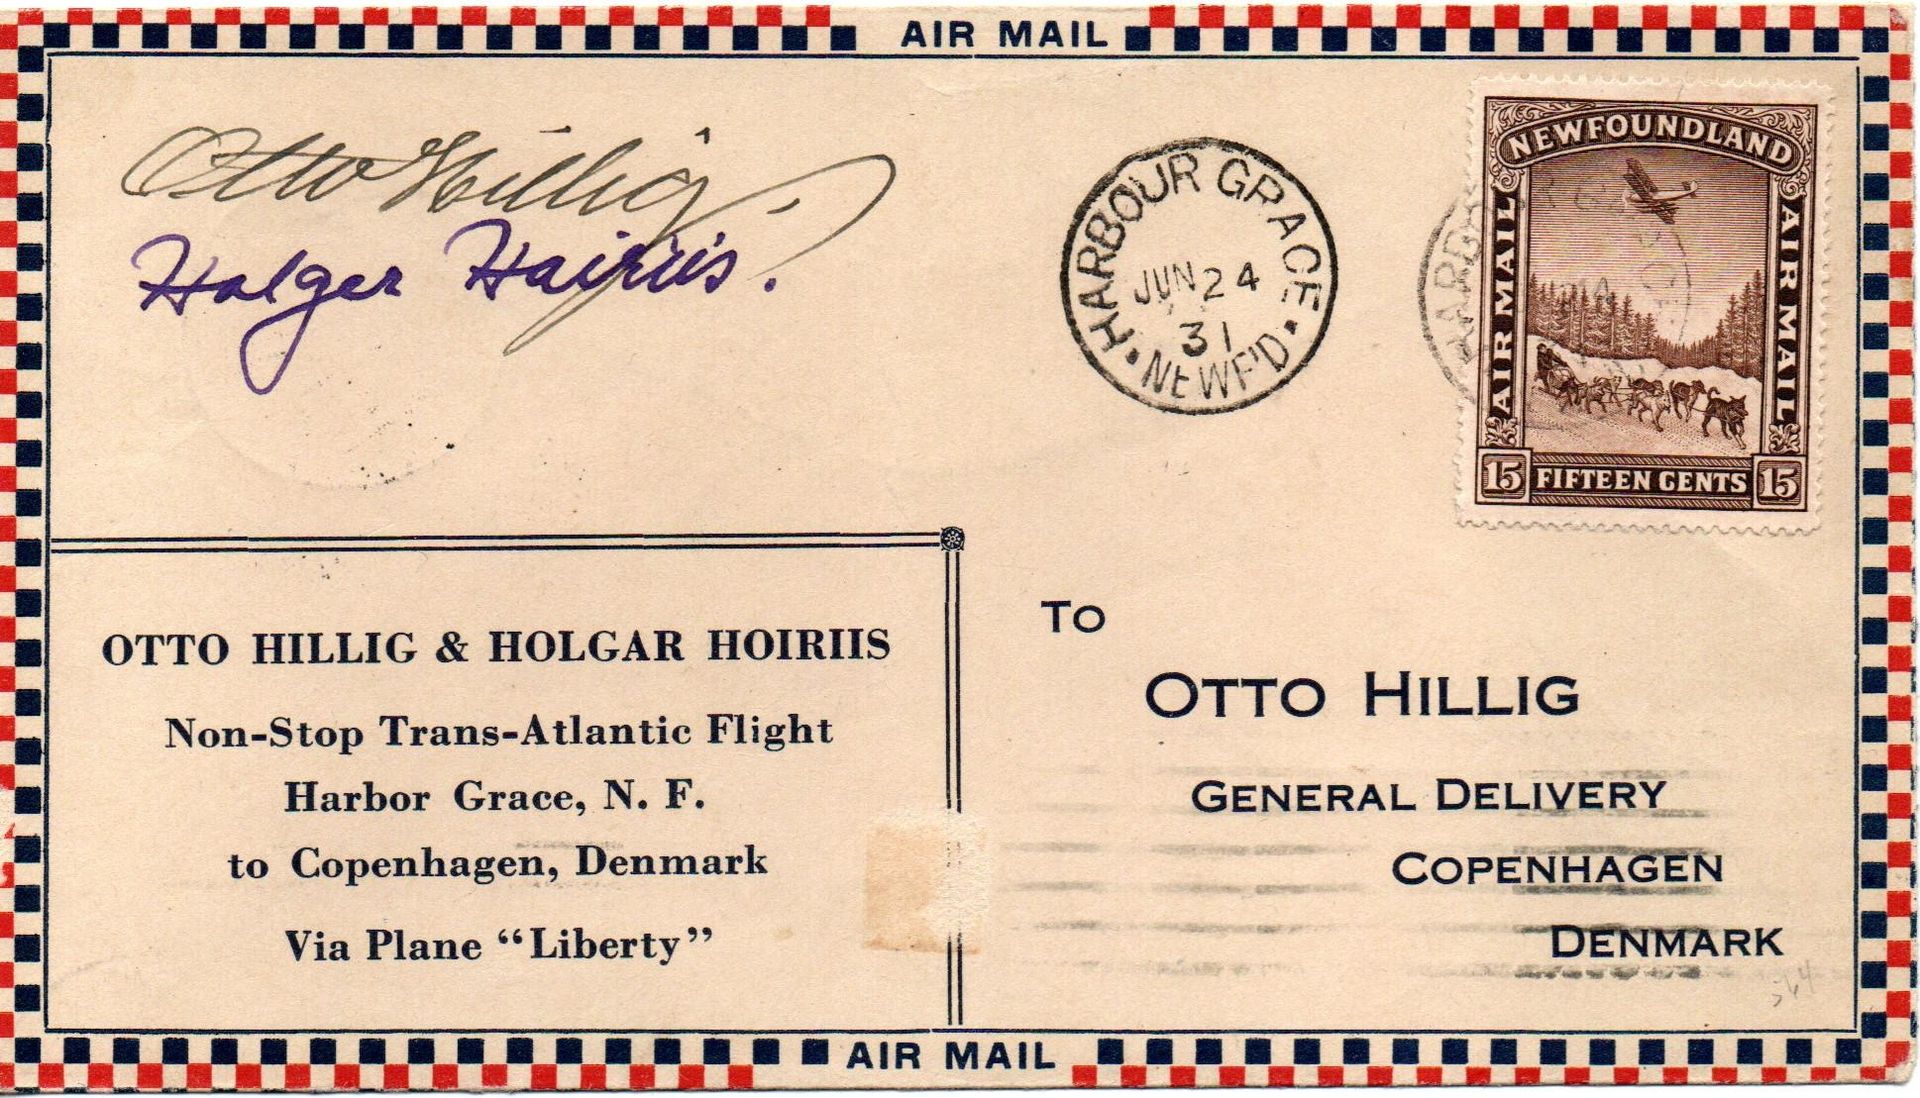 AIR MAIL
Otto Hillig.
Holger Hoiriis.
HARBOUR GRACE
JUN 24
31
NEWF'D
NEWFOUNDLAND
AIR MAIL
AIR MAIL
15 FIFTEEN CENTS 15
OTTO HILLIG & HOLGAR HOIRIIS
Non-Stop Trans-Atlantic Flight
Harbor Grace, N. F.
to Copenhagen, Denmark
Via Plane “Liberty”
TO
OTTO HILLIG
GENERAL DELIVERY
COPENHAGEN
DENMARK
AIR MAIL